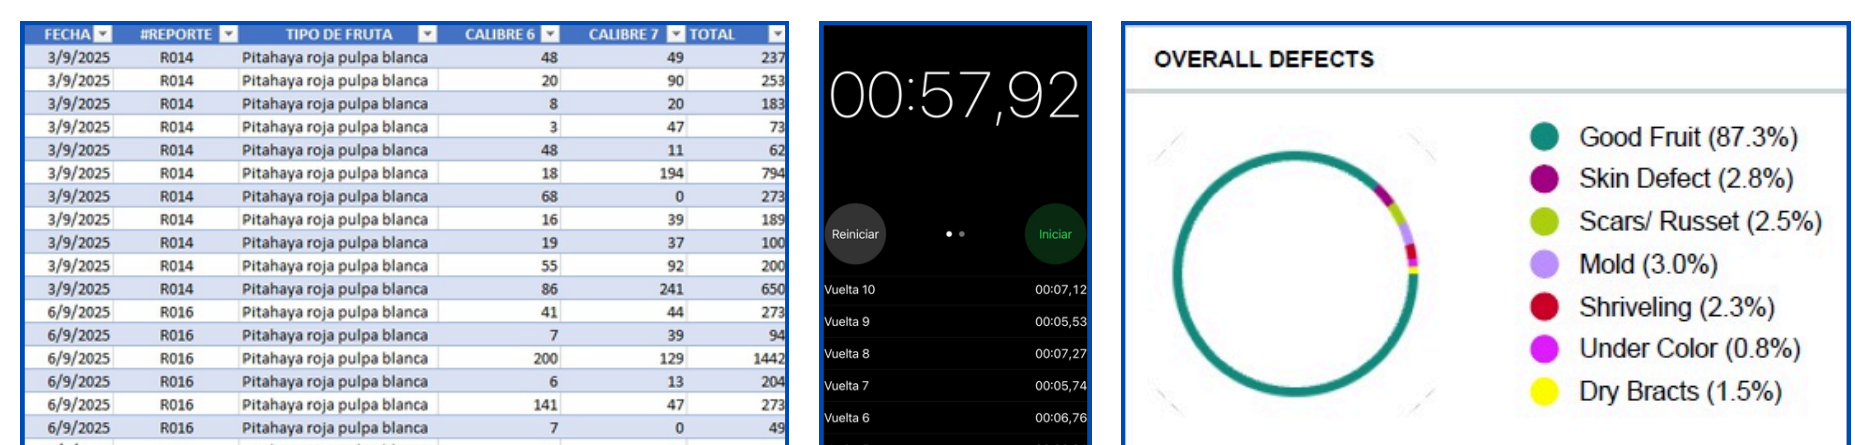 FECHA #REPORTE TIPO DE FRUTA CALIBRE 6 CALIBRE 7 TOTAL
3/9/2025 R014 Pitahaya roja pulpa blanca 48 49 237
3/9/2025 R014 Pitahaya roja pulpa blanca 20 90 253
3/9/2025 R014 Pitahaya roja pulpa blanca 8 20 183
3/9/2025 R014 Pitahaya roja pulpa blanca 3 47 73
3/9/2025 R014 Pitahaya roja pulpa blanca 48 11 62
3/9/2025 R014 Pitahaya roja pulpa blanca 18 194 794
3/9/2025 R014 Pitahaya roja pulpa blanca 68 0 273
3/9/2025 R014 Pitahaya roja pulpa blanca 16 39 189
3/9/2025 R014 Pitahaya roja pulpa blanca 19 37 100
3/9/2025 R014 Pitahaya roja pulpa blanca 55 92 200
3/9/2025 R014 Pitahaya roja pulpa blanca 86 241 650
6/9/2025 R016 Pitahaya roja pulpa blanca 41 44 273
6/9/2025 R016 Pitahaya roja pulpa blanca 7 39 94
6/9/2025 R016 Pitahaya roja pulpa blanca 200 129 1442
6/9/2025 R016 Pitahaya roja pulpa blanca 6 13 204
6/9/2025 R016 Pitahaya roja pulpa blanca 141 47 273
6/9/2025 R016 Pitahaya roja pulpa blanca 7 0 49
00:57,92
Reiniciar Iniciar
Vuelta 10 00:07,12
Vuelta 9 00:05,53
Vuelta 8 00:07,27
Vuelta 7 00:05,74
Vuelta 6 00:06,76
OVERALL DEFECTS
Good Fruit (87.3%)
Skin Defect (2.8%)
Scars/ Russet (2.5%)
Mold (3.0%)
Shriveling (2.3%)
Under Color (0.8%)
Dry Bracts (1.5%)